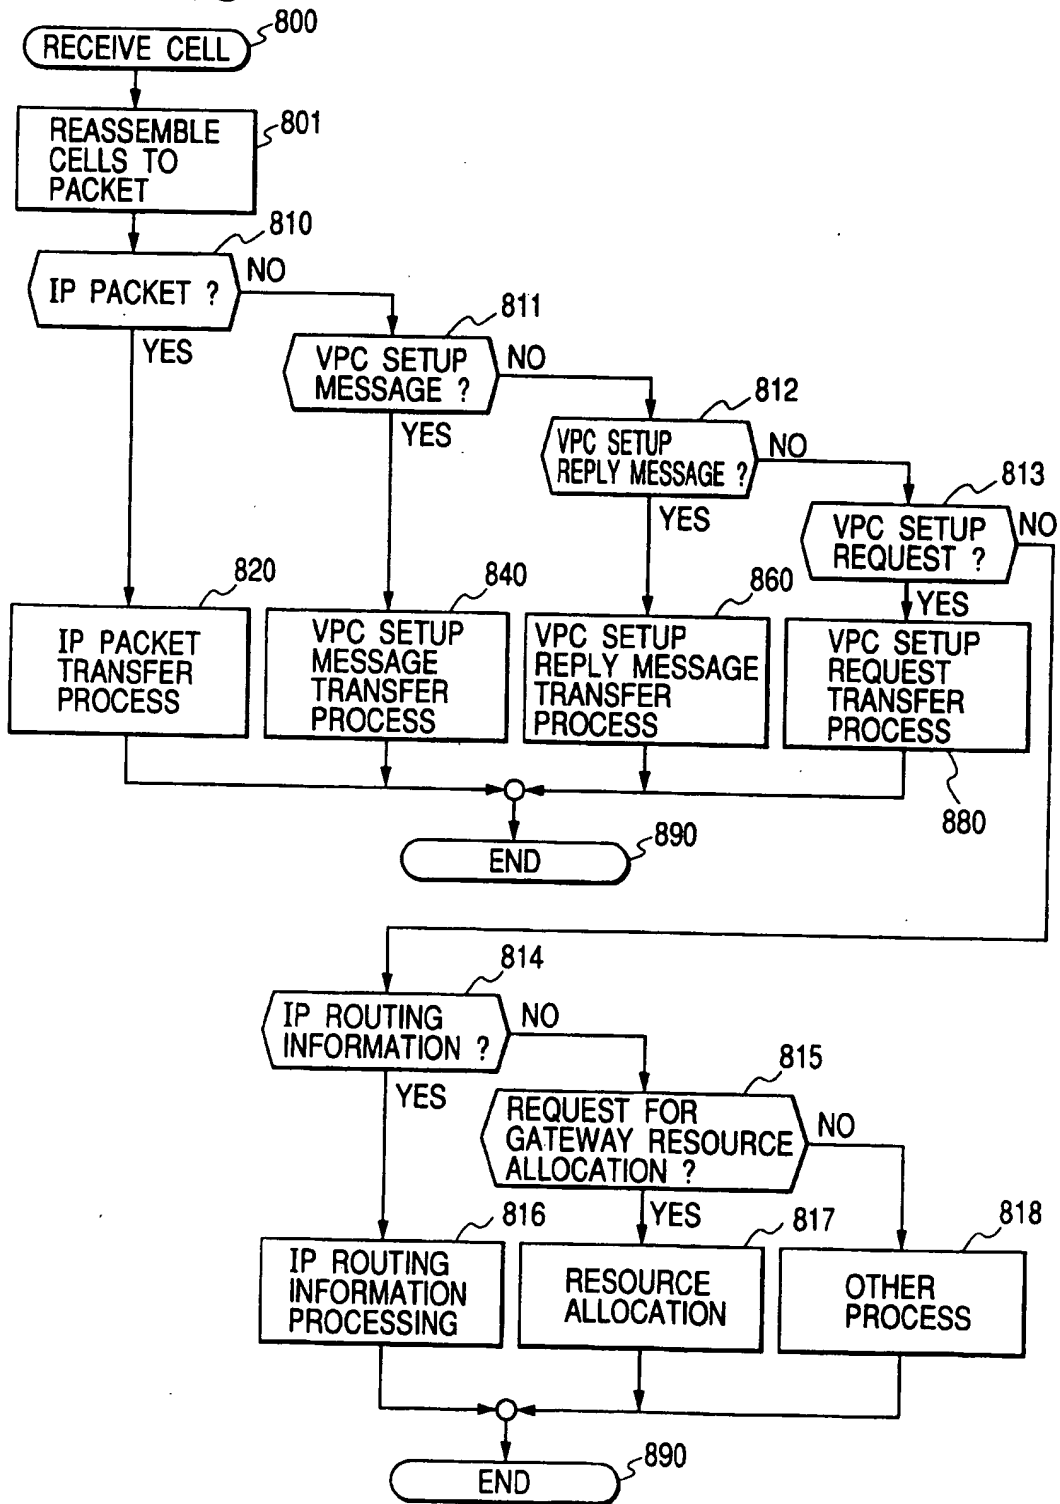 800
RECEIVE CELL
801
REASSEMBLE
CELLS TO
PACKET
810
IP PACKET ?
NO
YES
811
VPC SETUP
MESSAGE ?
NO
YES
812
VPC SETUP
REPLY MESSAGE ?
NO
YES
813
VPC SETUP
REQUEST ?
NO
YES
820
IP PACKET
TRANSFER
PROCESS
840
VPC SETUP
MESSAGE
TRANSFER
PROCESS
860
VPC SETUP
REPLY MESSAGE
TRANSFER
PROCESS
VPC SETUP
REQUEST
TRANSFER
PROCESS
880
890
END
814
IP ROUTING
INFORMATION ?
NO
YES
815
REQUEST FOR
GATEWAY RESOURCE
ALLOCATION ?
NO
YES
816
IP ROUTING
INFORMATION
PROCESSING
817
RESOURCE
ALLOCATION
818
OTHER
PROCESS
890
END